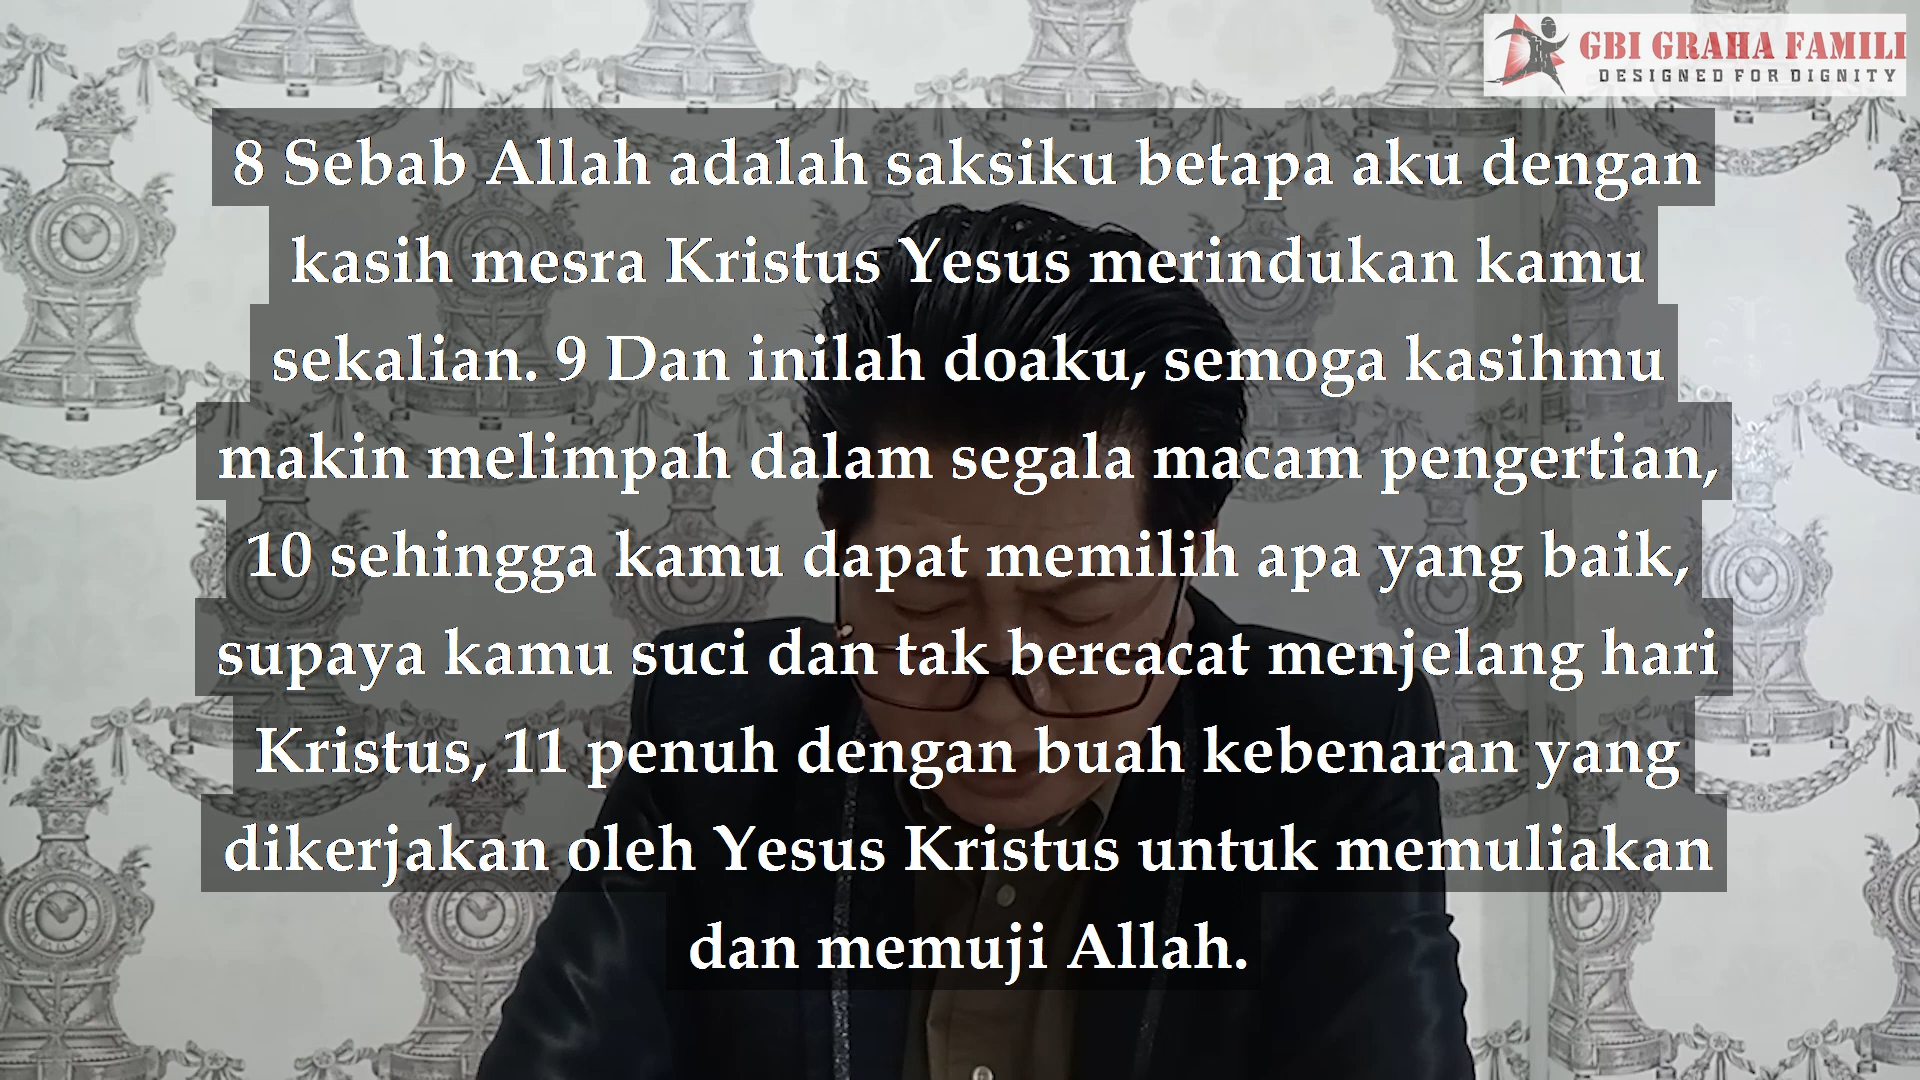 GBI GRAHA FAMILI
DESIGNED FOR DIGNITY
8 Sebab Allah adalah saksiku betapa aku dengan
kasih mesra Kristus Yesus merindukan kamu
sekalian. 9 Dan inilah doaku, semoga kasihmu
makin melimpah dalam segala macam pengertian,
10 sehingga kamu dapat memilih apa yang baik,
supaya kamu suci dan tak bercacat menjelang hari
Kristus, 11 penuh dengan buah kebenaran yang
dikerjakan oleh Yesus Kristus untuk memuliakan
dan memuji Allah.